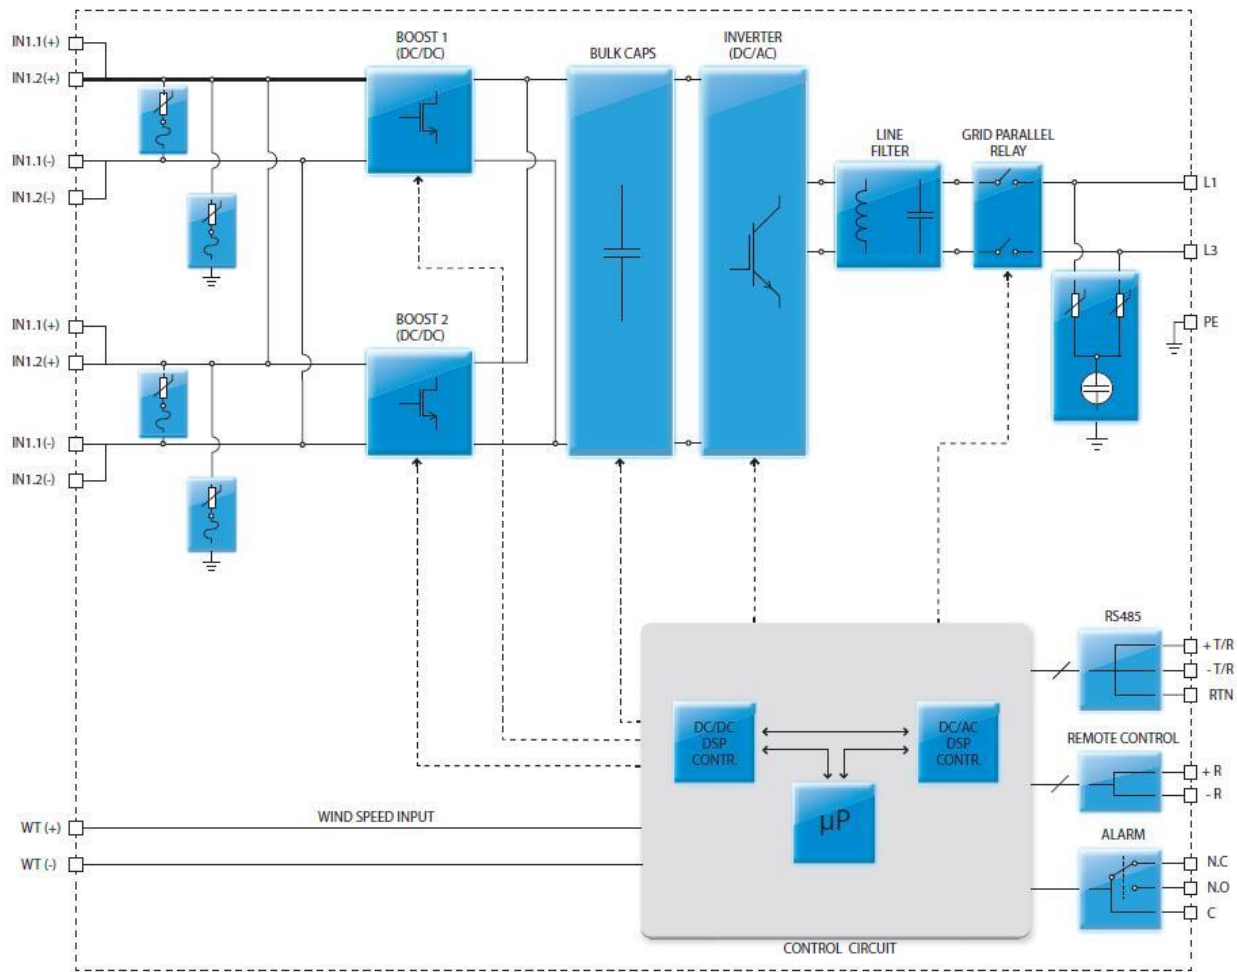 BOOST 1
(DC/DC)
BULK CAPS
INVERTER
(DC/AC)
IN1.1(+)
IN1.2(+)
IN1.1(-)
IN1.2(-)
LINE
FILTER
GRID PARALLEL
RELAY
L1
L3
PE
BOOST 2
(DC/DC)
IN1.1(+)
IN1.2(+)
IN1.1(-)
IN1.2(-)
RS485
+ T/R
- T/R
RTN
DC/DC
DSP
CONTR.
DC/AC
DSP
CONTR.
μP
REMOTE CONTROL
+ R
- R
WIND SPEED INPUT
WT (+)
WT (-)
ALARM
N.C
N.O
C
CONTROL CIRCUIT